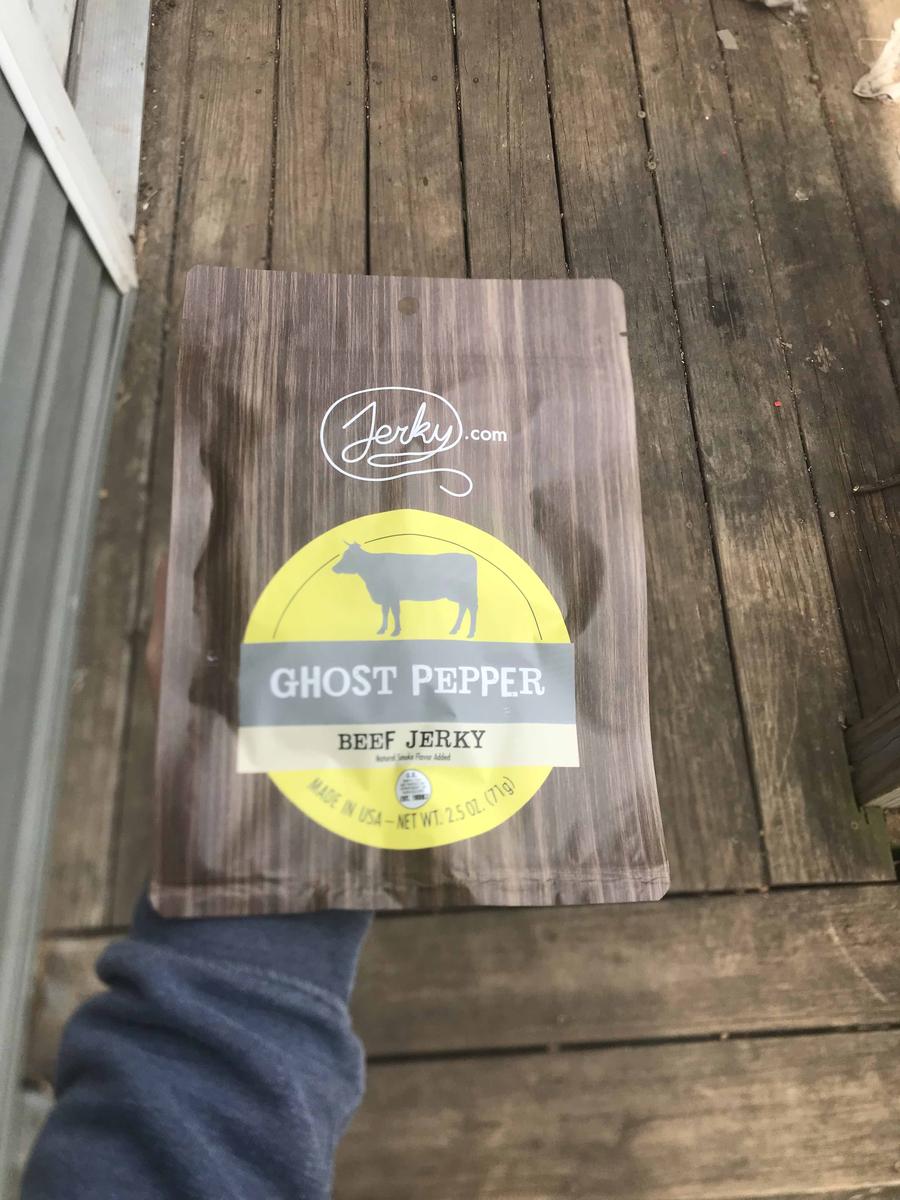 Jerky.com
GHOST PEPPER
BEEF JERKY
Natural Smoke Flavor Added
U.S.
MADE IN USA – NET WT. 2.5 OZ. (71g)